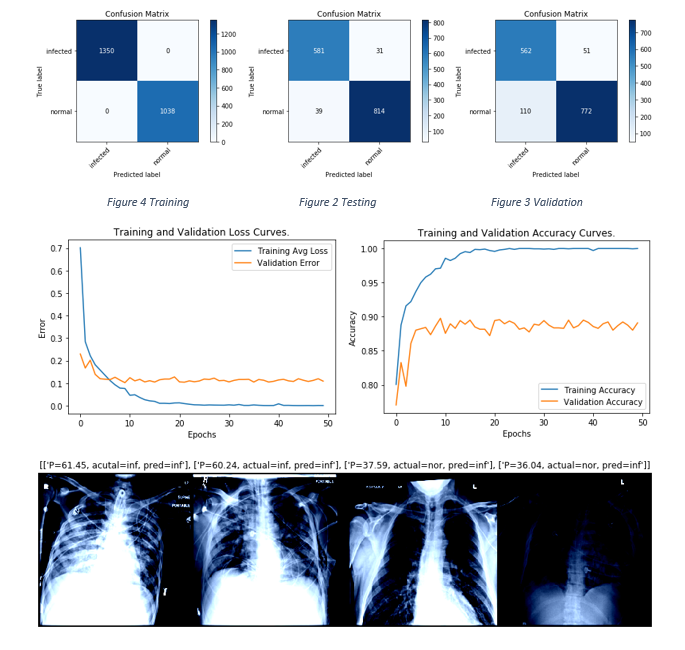 Confusion Matrix
infected
normal
1350
0
0
1038
1200
1000
800
600
400
200
0
True label
infected
normal
Predicted label
Confusion Matrix
infected
normal
581
31
39
814
800
700
600
500
400
300
200
100
True label
infected
normal
Predicted label
Confusion Matrix
infected
normal
562
51
110
772
700
600
500
400
300
200
100
True label
infected
normal
Predicted label
Figure 4 Training
Figure 2 Testing
Figure 3 Validation
Training and Validation Loss Curves.
Training Avg Loss
Validation Error
0.7
0.6
0.5
0.4
0.3
0.2
0.1
0.0
Error
0
10
20
30
40
50
Epochs
Training and Validation Accuracy Curves.
1.00
0.95
0.90
0.85
0.80
Accuracy
Training Accuracy
Validation Accuracy
0
10
20
30
40
50
Epochs
[['P=61.45, acutal=inf, pred=inf'], ['P=60.24, actual=inf, pred=inf'], ['P=37.59, actual=nor, pred=inf'], ['P=36.04, actual=nor, pred=inf']]
PORTABLE
L
L